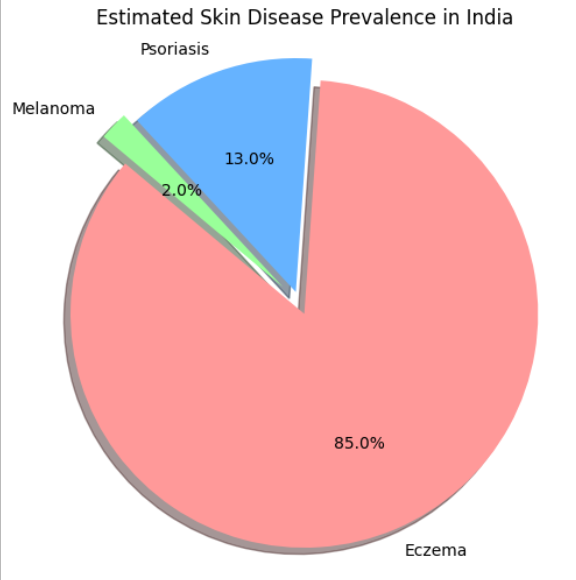 Estimated Skin Disease Prevalence in India
Psoriasis
Melanoma
13.0%
2.0%
85.0%
Eczema